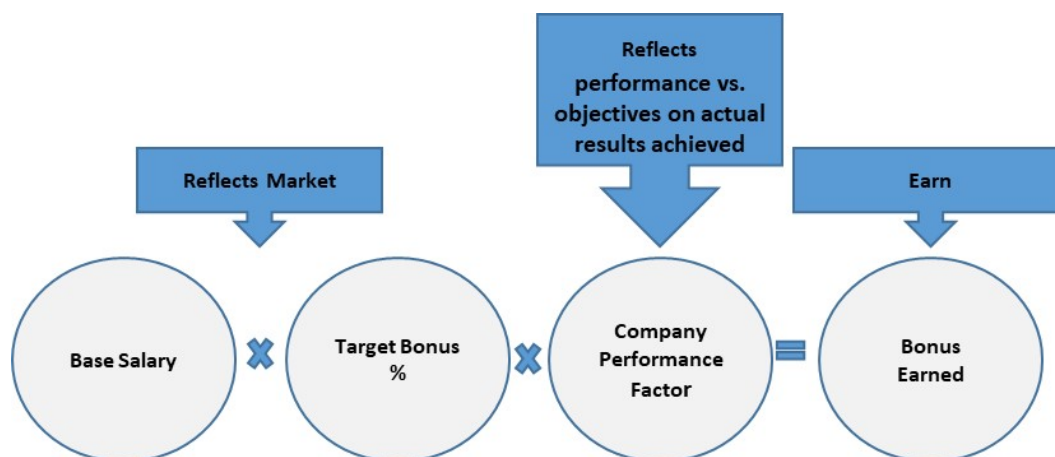 Reflects
performance vs.
objectives on actual
results achieved
Reflects Market
Earn
Base Salary
Target Bonus
%
Company
Performance
Factor
Bonus
Earned